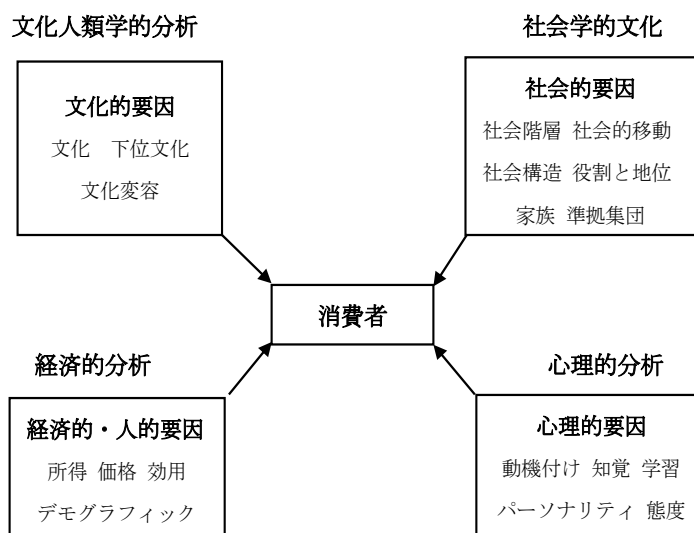 文化人類学的分析
社会学的文化
文化的要因
文化　下位文化
文化変容
社会的要因
社会階層 社会的移動
社会構造 役割と地位
家族 準拠集団
消費者
経済的分析
心理的分析
経済的・人的要因
所得 価格 効用
デモグラフィック
心理的要因
動機付け 知覚 学習
パーソナリティ 態度